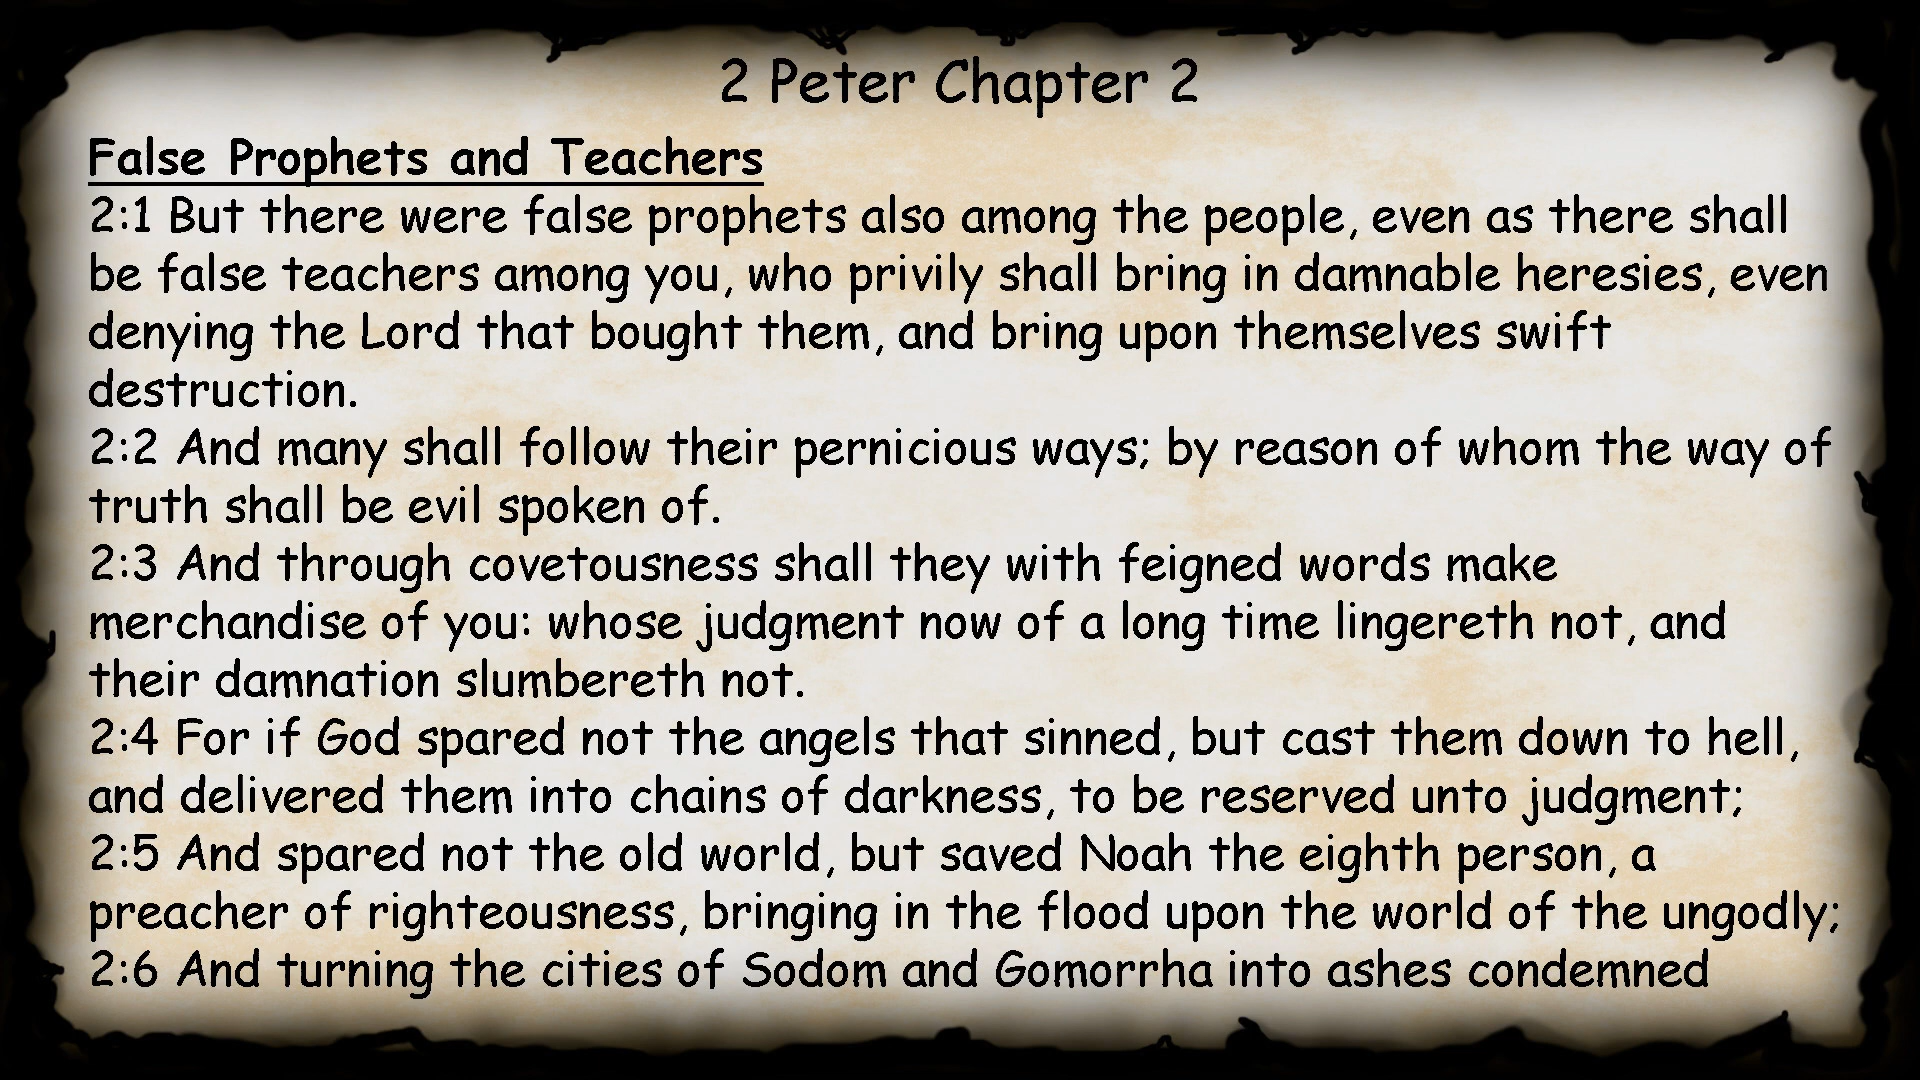 2 Peter Chapter 2
False Prophets and Teachers
2:1 But there were false prophets also among the people, even as there shall
be false teachers among you, who privily shall bring in damnable heresies, even
denying the Lord that bought them, and bring upon themselves swift
destruction.
2:2 And many shall follow their pernicious ways; by reason of whom the way of
truth shall be evil spoken of.
2:3 And through covetousness shall they with feigned words make
merchandise of you: whose judgment now of a long time lingereth not, and
their damnation slumbereth not.
2:4 For if God spared not the angels that sinned, but cast them down to hell,
and delivered them into chains of darkness, to be reserved unto judgment;
2:5 And spared not the old world, but saved Noah the eighth person, a
preacher of righteousness, bringing in the flood upon the world of the ungodly;
2:6 And turning the cities of Sodom and Gomorrha into ashes condemned